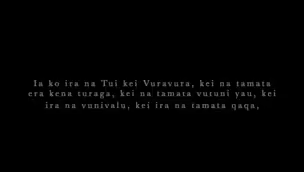 Ia ko ira na Tui kei Vuravura, kei na tamata
era kena turaga, kei na tamata vutuni yau, kei
ira na vunivalu, kei ira na tamata qaqa,